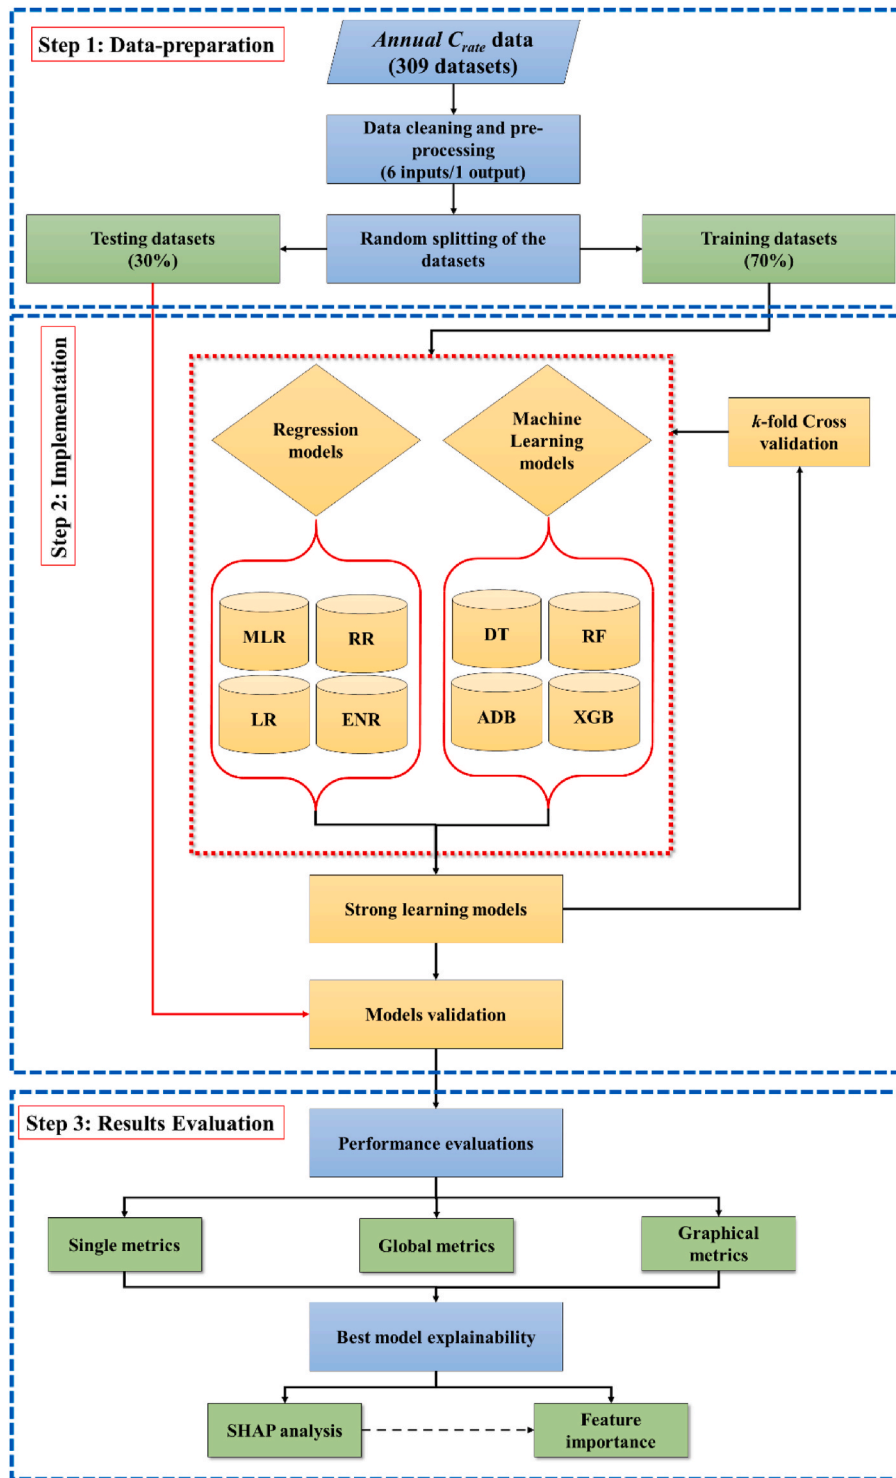 Step 1: Data-preparation
Annual Crate data
(309 datasets)
Data cleaning and pre-
processing
(6 inputs/1 output)
Testing datasets
(30%)
Random splitting of the
datasets
Training datasets
(70%)
Step 2: Implementation
Regression
models
Machine
Learning
models
k-fold Cross
validation
MLR
RR
LR
ENR
DT
RF
ADB
XGB
Strong learning models
Models validation
Step 3: Results Evaluation
Performance evaluations
Single metrics
Global metrics
Graphical
metrics
Best model explainability
SHAP analysis
Feature
importance